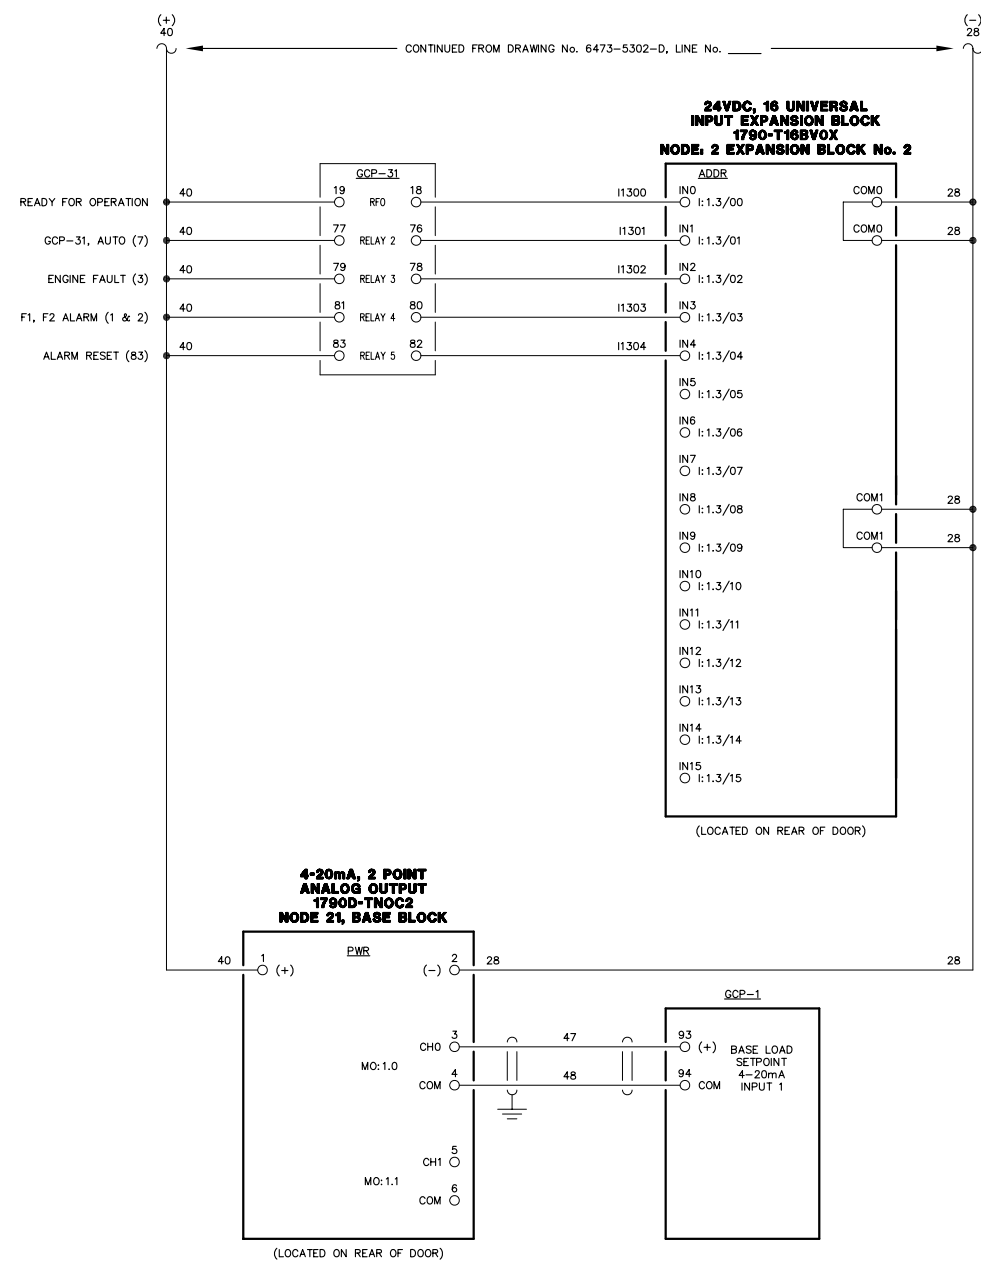 (+) (-)
40 28
CONTINUED FROM DRAWING No. 6473-5302-D, LINE No. _____
24VDC, 16 UNIVERSAL
INPUT EXPANSION BLOCK
1790-T16BV0X
NODE: 2 EXPANSION BLOCK No. 2
GCP-31 ADDR
READY FOR OPERATION 40 19 RFO 18 I1300 IN0 I:1.3/00 COM0 28
GCP-31, AUTO (7) 40 77 RELAY 2 76 I1301 IN1 I:1.3/01 COM0 28
ENGINE FAULT (3) 40 79 RELAY 3 78 I1302 IN2 I:1.3/02
F1, F2 ALARM (1 & 2) 40 81 RELAY 4 80 I1303 IN3 I:1.3/03
ALARM RESET (83) 40 83 RELAY 5 82 I1304 IN4 I:1.3/04
IN5 I:1.3/05
IN6 I:1.3/06
IN7 I:1.3/07
IN8 I:1.3/08 COM1 28
IN9 I:1.3/09 COM1 28
IN10 I:1.3/10
IN11 I:1.3/11
IN12 I:1.3/12
IN13 I:1.3/13
IN14 I:1.3/14
IN15 I:1.3/15
(LOCATED ON REAR OF DOOR)
4-20mA, 2 POINT
ANALOG OUTPUT
1790D-TN0C2
NODE 21, BASE BLOCK
PWR
40 1 (+) (-) 2 28 28
GCP-1
CH0 3 47 93 (+)
MO:1.0
COM 4 48 94 COM
BASE LOAD
SETPOINT
4-20mA
INPUT 1
CH1 5
MO:1.1
COM 6
(LOCATED ON REAR OF DOOR)